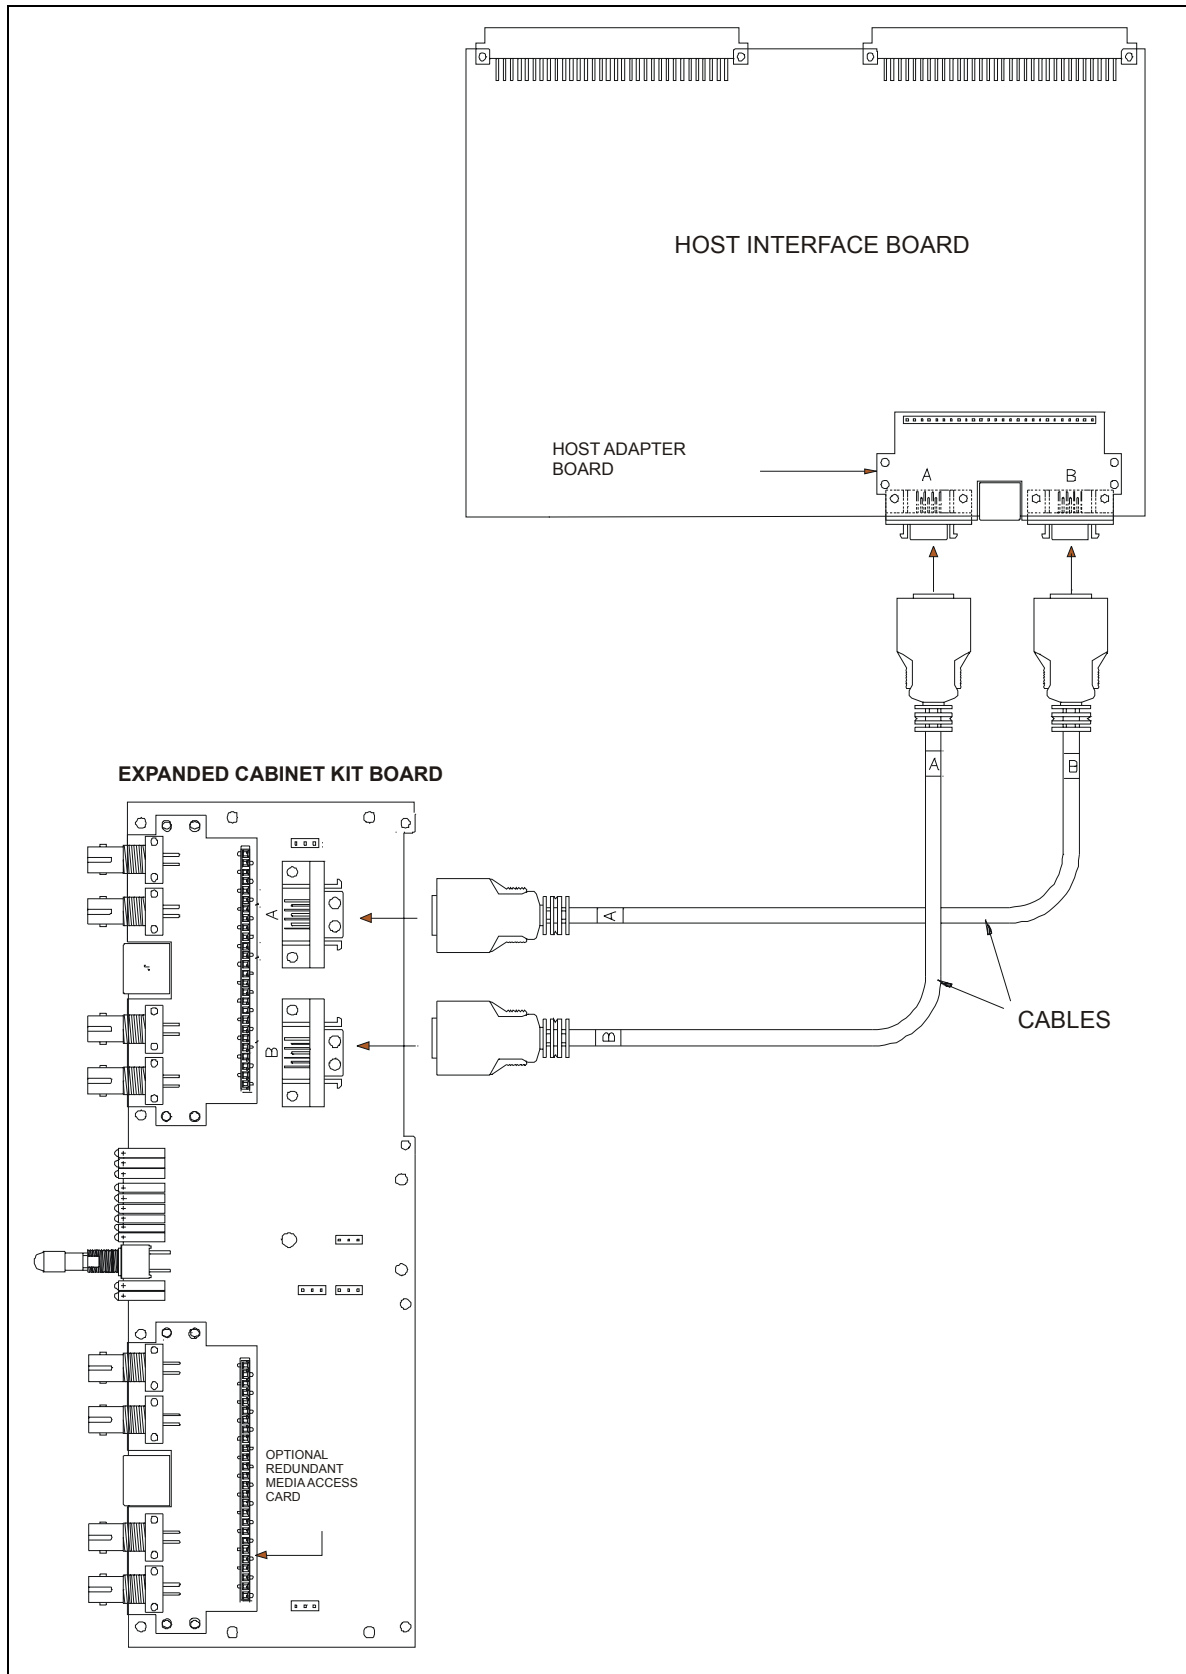 HOST INTERFACE BOARD
HOST ADAPTER
BOARD
A
B
A
B
EXPANDED CABINET KIT BOARD
A
A
B
B
CABLES
OPTIONAL
REDUNDANT
MEDIA ACCESS
CARD